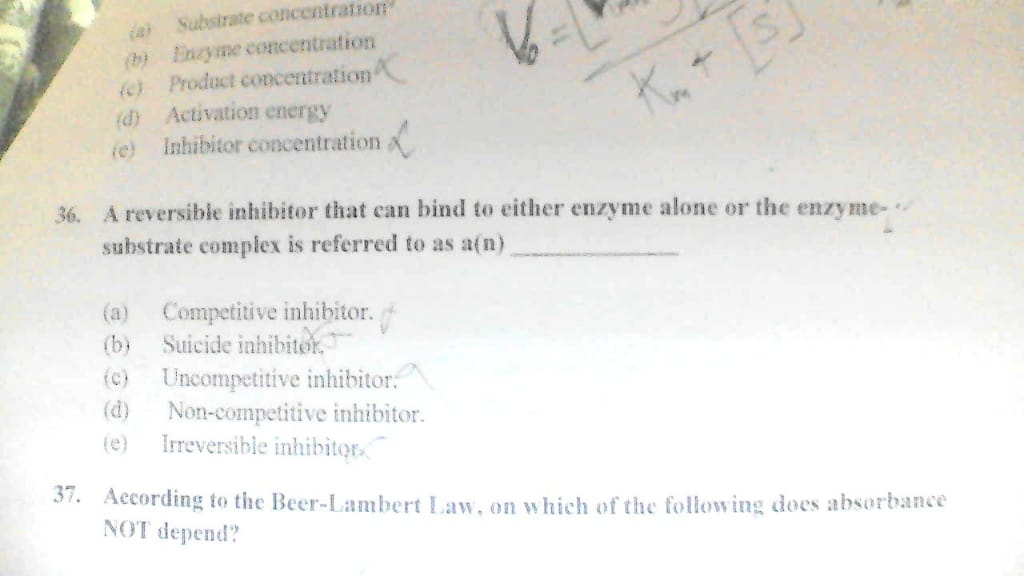 (a) Substrate concentration
(b) Enzyme concentration
(c) Product concentration
(d) Activation energy
(e) Inhibitor concentration
V₀ = [
Km + [S]
36. A reversible inhibitor that can bind to either enzyme alone or the enzyme-
substrate complex is referred to as a(n) ____________
(a) Competitive inhibitor.
(b) Suicide inhibitor.
(c) Uncompetitive inhibitor.
(d) Non-competitive inhibitor.
(e) Irreversible inhibitor.
37. According to the Beer-Lambert Law, on which of the following does absorbance
NOT depend?